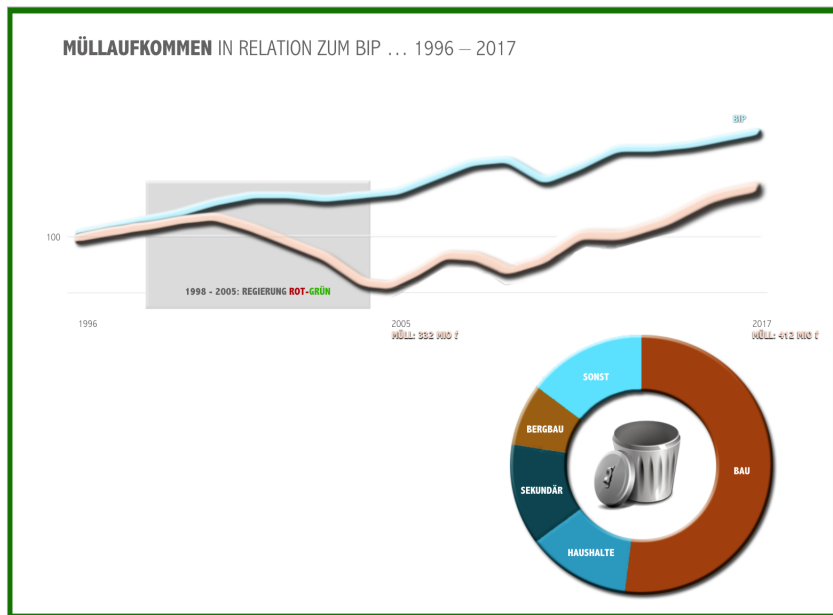 MÜLLAUFKOMMEN IN RELATION ZUM BIP … 1996 – 2017
BIP
100
1998 - 2005: REGIERUNG ROT-GRÜN
1996
2005
2017
MÜLL: 332 MIO t
MÜLL: 412 MIO t
SONST
BERGBAU
BAU
SEKUNDÄR
HAUSHALTE